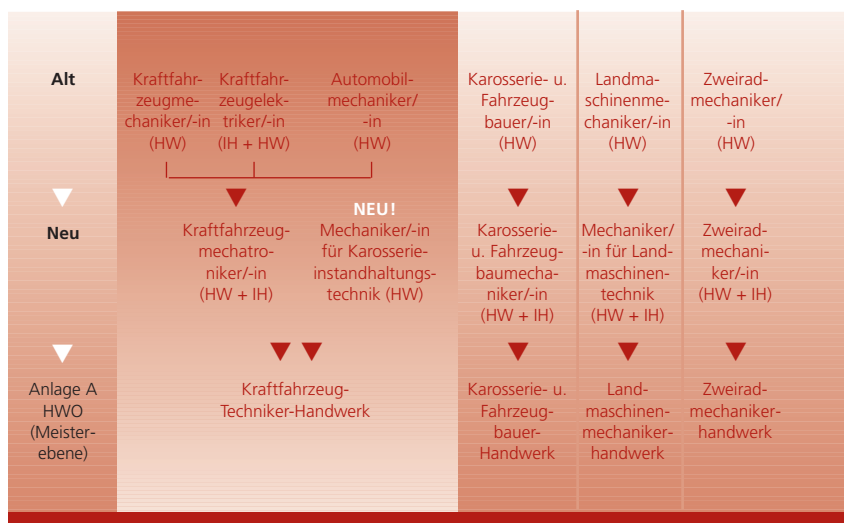 Alt
Kraftfahr-
zeugme-
chaniker/-in
(HW)
Kraftfahr-
zeugelek-
triker/-in
(IH + HW)
Automobil-
mechaniker/
-in
(HW)
Karosserie- u.
Fahrzeug-
bauer/-in
(HW)
Landma-
schinenme-
chaniker/-in
(HW)
Zweirad-
mechaniker/
-in
(HW)
Neu
Kraftfahrzeug-
mechatro-
niker/-in
(HW + IH)
NEU!
Mechaniker/-in
für Karosserie-
instandhaltungs-
technik (HW)
Karosserie-
u. Fahrzeug-
baumecha-
niker/-in
(HW + IH)
Mechaniker/
-in für Land-
maschinen-
technik
(HW + IH)
Zweirad-
mechani-
ker/-in
(HW + IH)
Anlage A
HWO
(Meister-
ebene)
Kraftfahrzeug-
Techniker-Handwerk
Karosserie- u.
Fahrzeug-
bauer-
Handwerk
Land-
maschinen-
mechaniker-
handwerk
Zweirad-
mechaniker-
handwerk